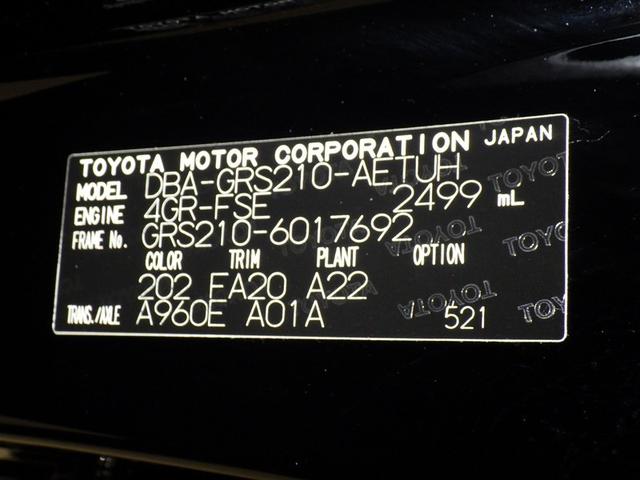 TOYOTA MOTOR CORPORATION JAPAN
MODEL DBA-GRS210-AETUH
ENGINE 4GR-FSE 2499 mL
FRAME No. GRS210-6017692
COLOR TRIM PLANT OPTION
202 FA20 A22
TRANS./AXLE A960E A01A 521